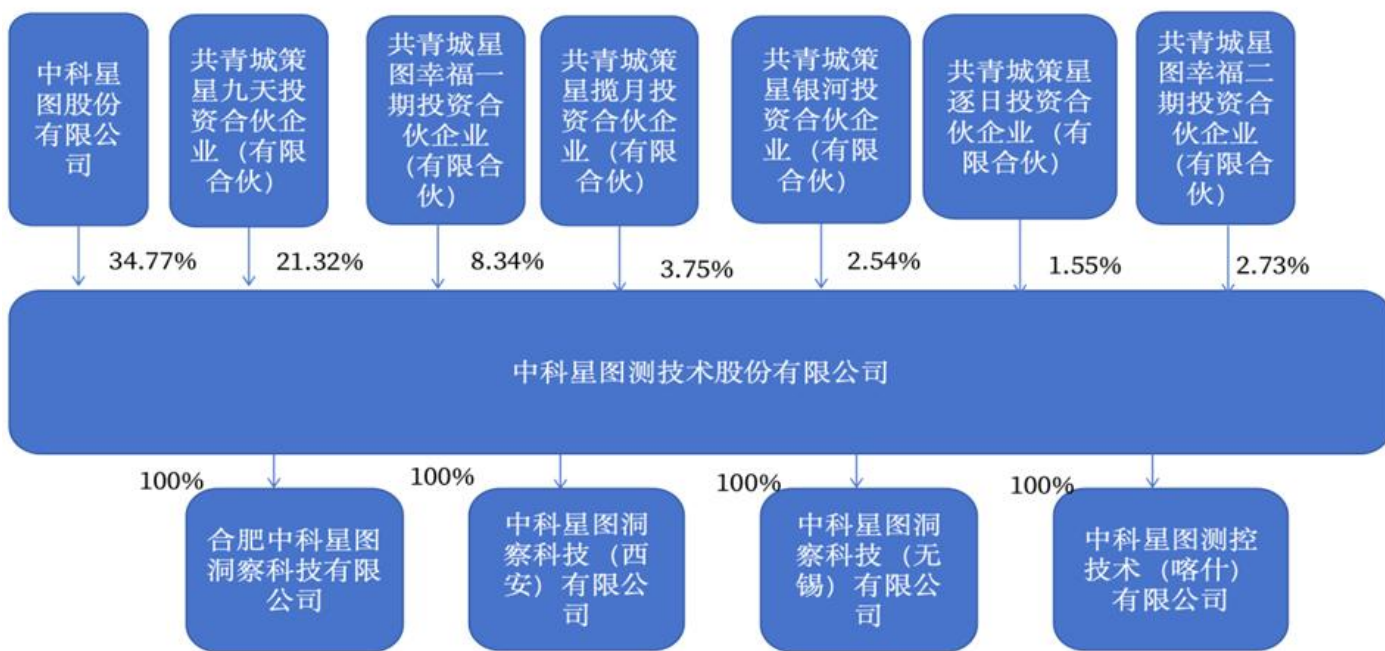 中科星
图股份
有限公
司
共青城策
星九天投
资合伙企
业（有限
合伙）
共青城星
图幸福一
期投资合
伙企业
（有限合
伙）
共青城策
星揽月投
资合伙企
业（有限
合伙）
共青城策
星银河投
资合伙企
业（有限
合伙）
共青城策星
逐日投资合
伙企业（有
限合伙）
共青城星
图幸福二
期投资合
伙企业
（有限合
伙）
34.77%
21.32%
8.34%
3.75%
2.54%
1.55%
2.73%
中科星图测技术股份有限公司
100%
100%
100%
100%
合肥中科星图
洞察科技有限
公司
中科星图洞
察科技（西
安）有限公
司
中科星图洞
察科技（无
锡）有限公
司
中科星图测控
技术（喀什）
有限公司